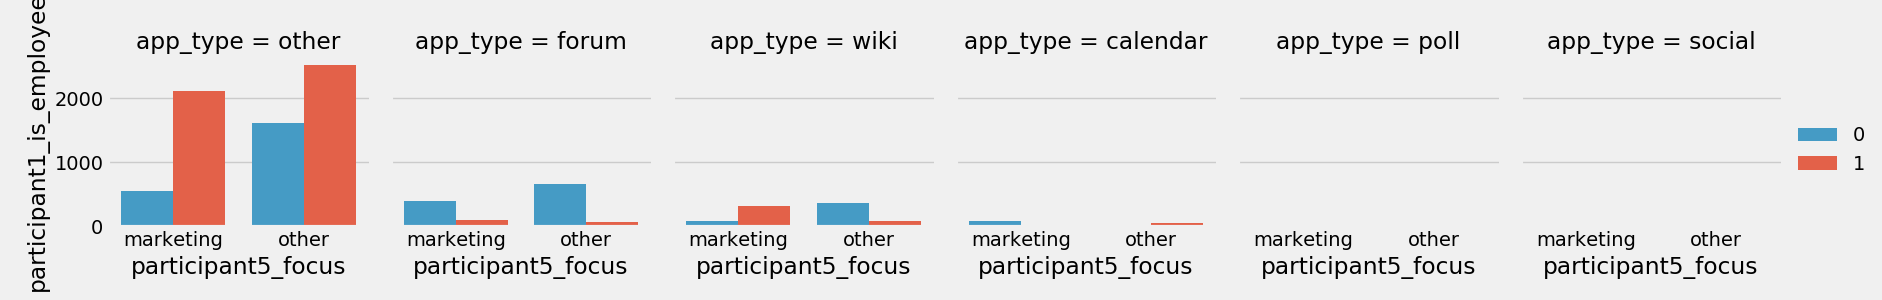 participant1_is_employee
app_type = other
app_type = forum
app_type = wiki
app_type = calendar
app_type = poll
app_type = social
2000
1000
0
0
1
marketing other
marketing other
marketing other
marketing other
marketing other
marketing other
participant5_focus
participant5_focus
participant5_focus
participant5_focus
participant5_focus
participant5_focus